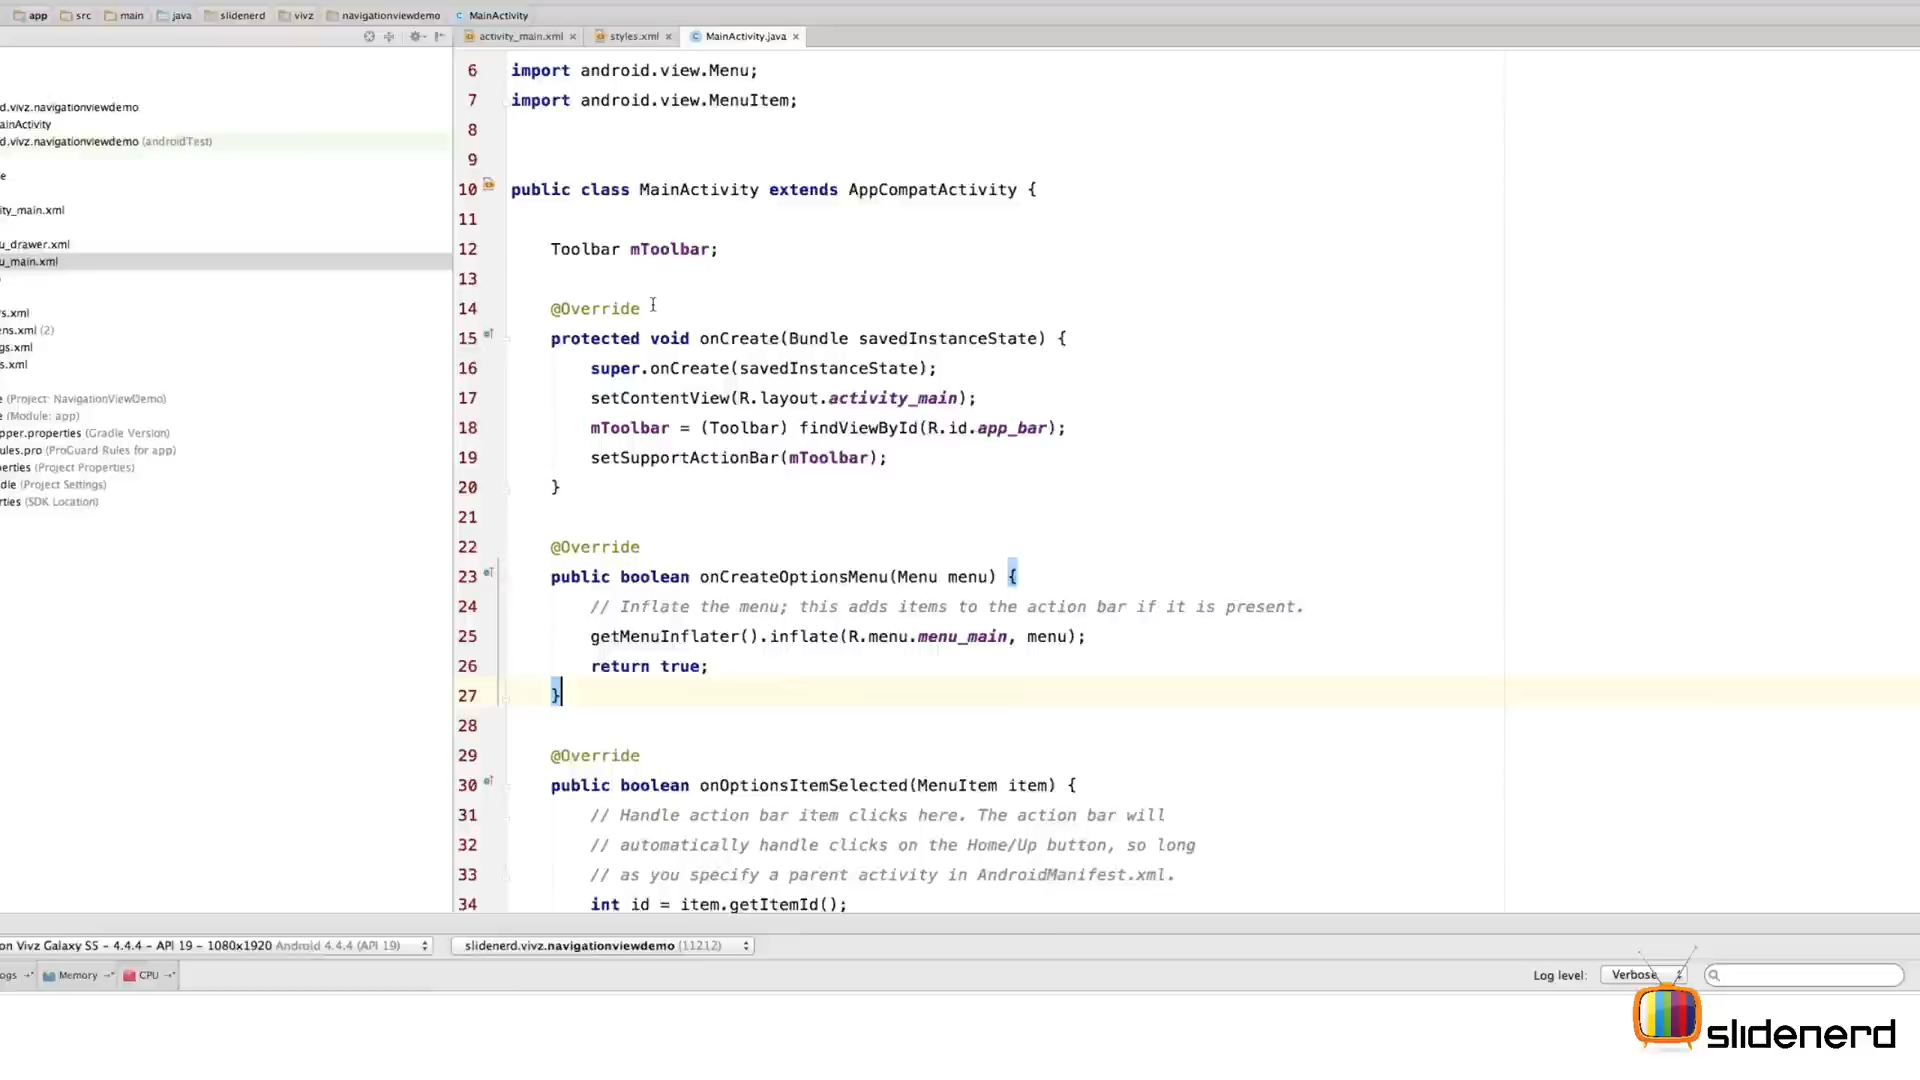 app src main java slidenerd vivz navigationviewdemo MainActivity
activity_main.xml styles.xml MainActivity.java
d.vivz.navigationviewdemo
ainActivity
d.vivz.navigationviewdemo (androidTest)
e
ity_main.xml
u_drawer.xml
u_main.xml
rs.xml
ens.xml (2)
gs.xml
s.xml
e (Project: NavigationViewDemo)
e (Module: app)
pper.properties (Gradle Version)
ules.pro (ProGuard Rules for app)
erties (Project Properties)
dle (Project Settings)
rties (SDK Location)
6 import android.view.Menu;
7 import android.view.MenuItem;
8
9
10 public class MainActivity extends AppCompatActivity {
11
12 Toolbar mToolbar;
13
14 @Override
15 protected void onCreate(Bundle savedInstanceState) {
16 super.onCreate(savedInstanceState);
17 setContentView(R.layout.activity_main);
18 mToolbar = (Toolbar) findViewById(R.id.app_bar);
19 setSupportActionBar(mToolbar);
20 }
21
22 @Override
23 public boolean onCreateOptionsMenu(Menu menu) {
24 // Inflate the menu; this adds items to the action bar if it is present.
25 getMenuInflater().inflate(R.menu.menu_main, menu);
26 return true;
27 }
28
29 @Override
30 public boolean onOptionsItemSelected(MenuItem item) {
31 // Handle action bar item clicks here. The action bar will
32 // automatically handle clicks on the Home/Up button, so long
33 // as you specify a parent activity in AndroidManifest.xml.
34 int id = item.getItemId();
on Vivz Galaxy S5 - 4.4.4 - API 19 - 1080x1920 Android 4.4.4 (API 19) slidenerd.vivz.navigationviewdemo (11212)
ogs Memory CPU Log level: Verbose
slidenerd